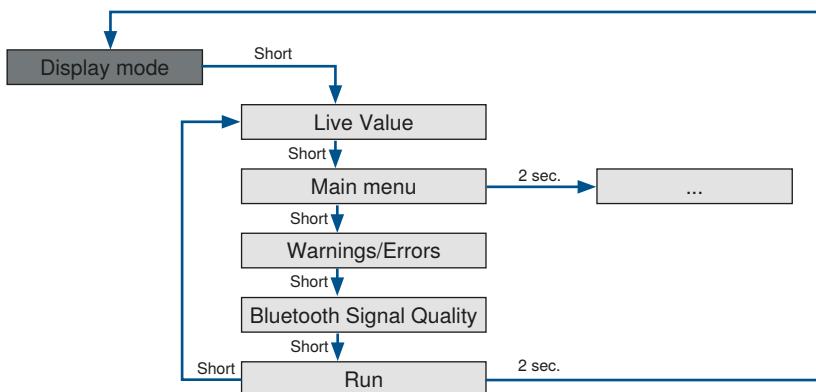 Display mode
Short
Live Value
Short
Main menu
2 sec.
...
Short
Warnings/Errors
Short
Bluetooth Signal Quality
Short
Short
Run
2 sec.